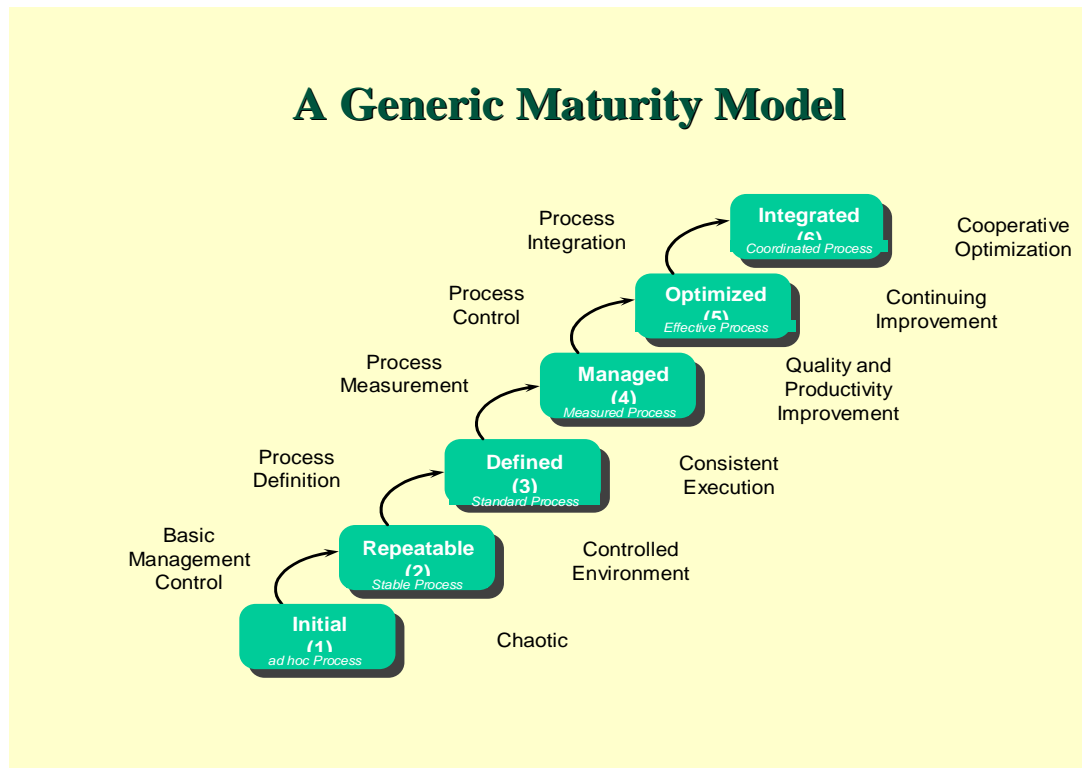 A Generic Maturity Model
Process
Integration
Integrated
(6)
Coordinated Process
Cooperative
Optimization
Process
Control
Optimized
(5)
Effective Process
Continuing
Improvement
Process
Measurement
Managed
(4)
Measured Process
Quality and
Productivity
Improvement
Process
Definition
Defined
(3)
Standard Process
Consistent
Execution
Basic
Management
Control
Repeatable
(2)
Stable Process
Controlled
Environment
Initial
(1)
ad hoc Process
Chaotic